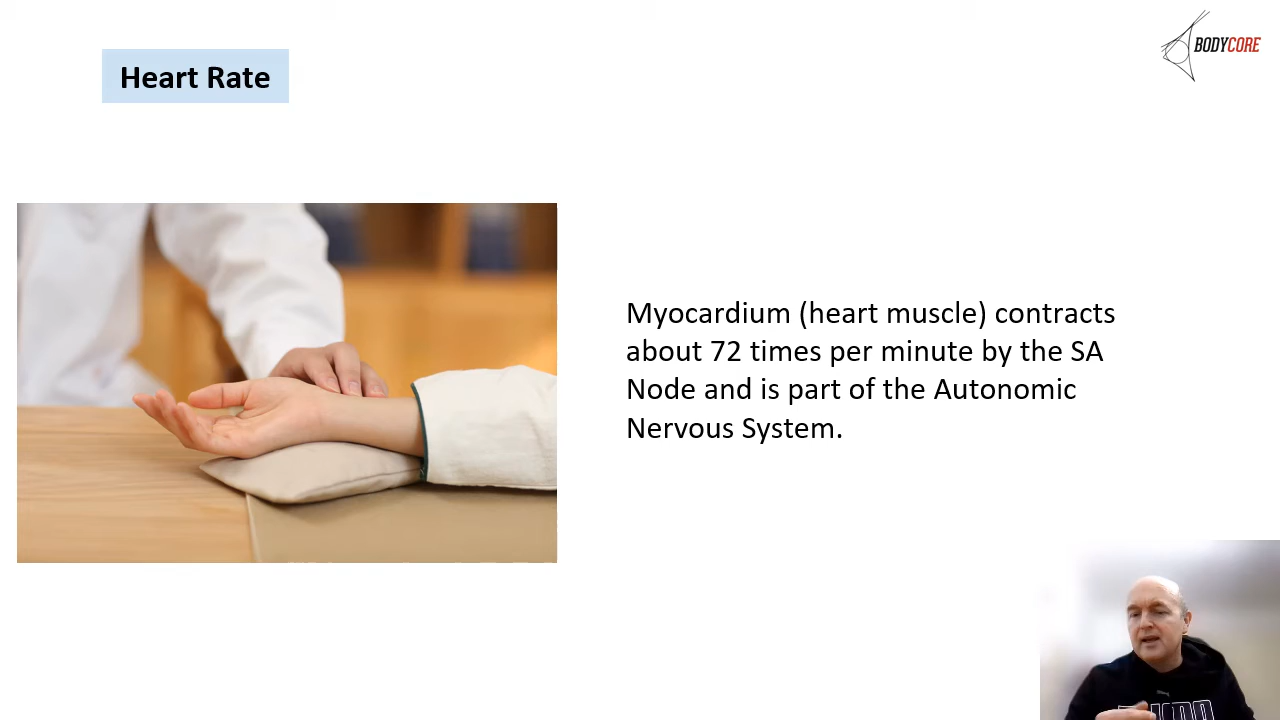 BODYCORE
Heart Rate
Myocardium (heart muscle) contracts
about 72 times per minute by the SA
Node and is part of the Autonomic
Nervous System.